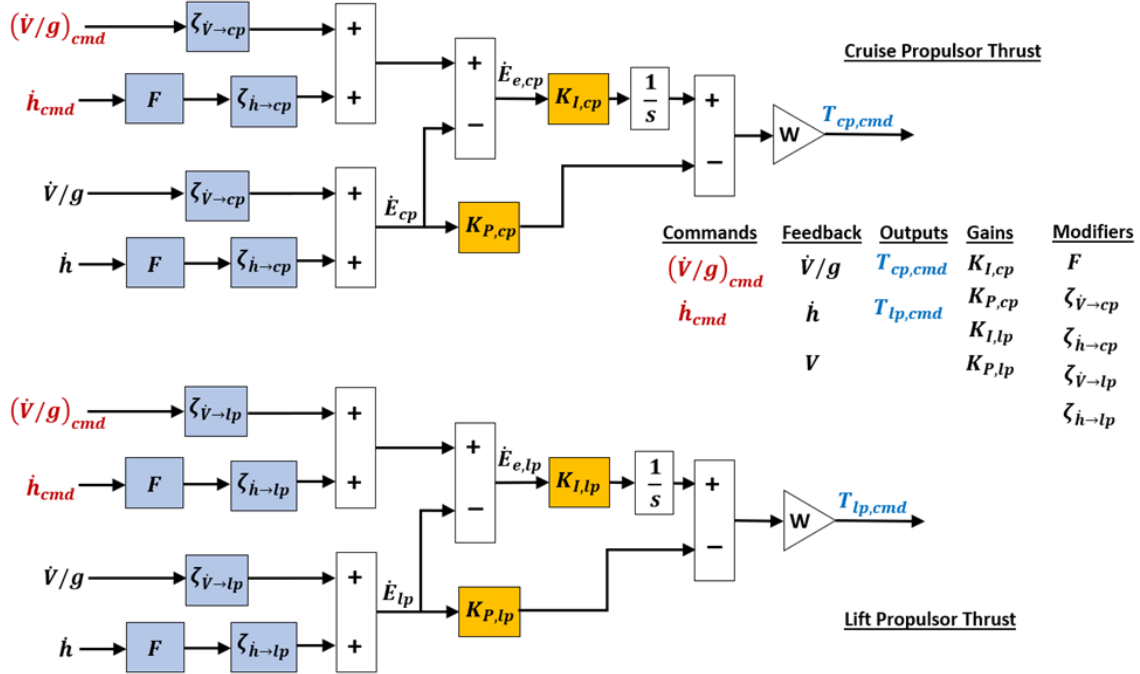 (V̇/g)cmd ζV̇→cp +
ḣcmd F ζḣ→cp +
+ − Ėe,cp KI,cp 1/s + − W Tcp,cmd
Cruise Propulsor Thrust
V̇/g ζV̇→cp +
ḣ F ζḣ→cp +
Ėcp KP,cp
Commands Feedback Outputs Gains Modifiers
(V̇/g)cmd V̇/g Tcp,cmd KI,cp F
ḣcmd ḣ Tlp,cmd KP,cp ζV̇→cp
KI,lp ζḣ→cp
V KP,lp ζV̇→lp
ζḣ→lp
(V̇/g)cmd ζV̇→lp +
ḣcmd F ζḣ→lp +
+ − Ėe,lp KI,lp 1/s + − W Tlp,cmd
V̇/g ζV̇→lp +
ḣ F ζḣ→lp +
Ėlp KP,lp
Lift Propulsor Thrust